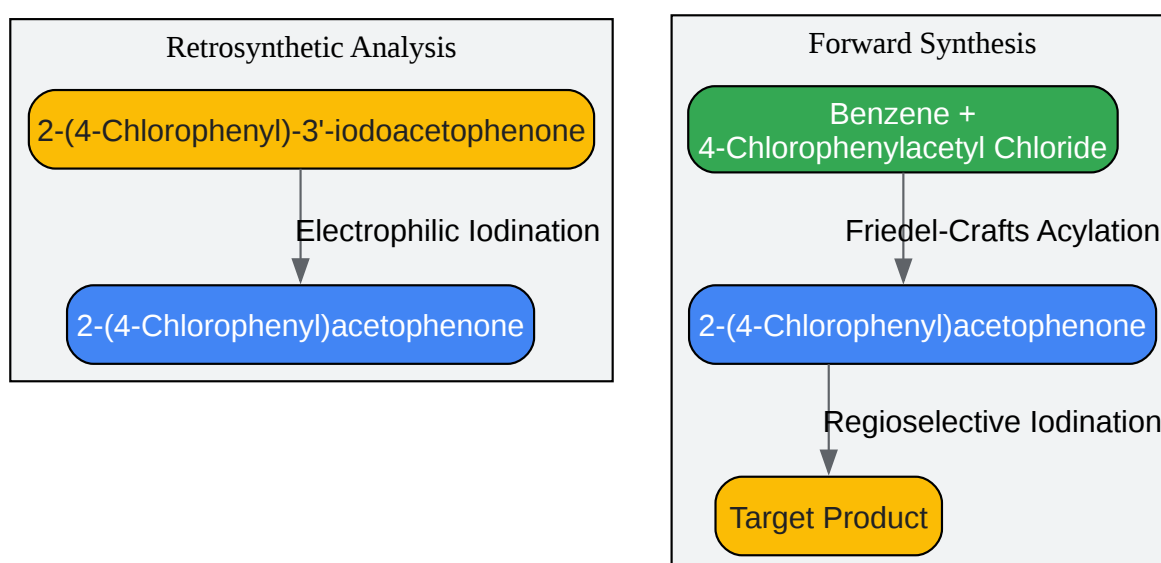 Retrosynthetic Analysis
2-(4-Chlorophenyl)-3'-iodoacetophenone
Electrophilic Iodination
2-(4-Chlorophenyl)acetophenone
Forward Synthesis
Benzene +
4-Chlorophenylacetyl Chloride
Friedel-Crafts Acylation
2-(4-Chlorophenyl)acetophenone
Regioselective Iodination
Target Product